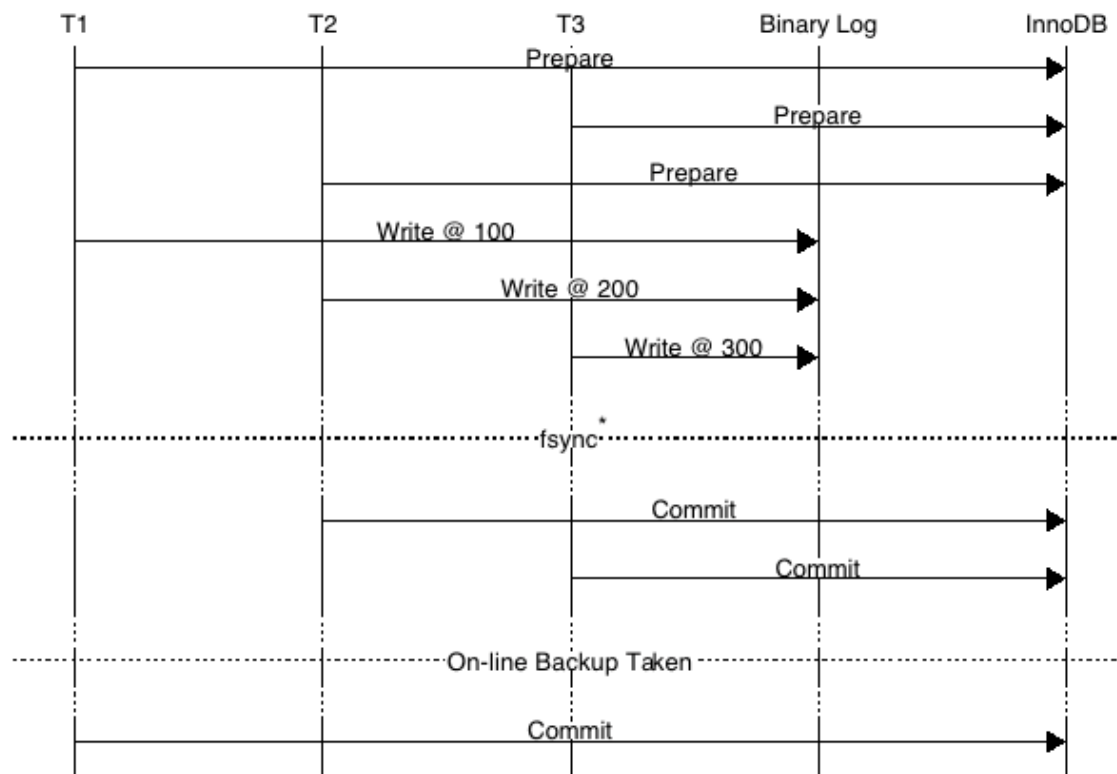 T1 T2 T3 Binary Log InnoDB
Prepare
Prepare
Prepare
Write @ 100
Write @ 200
Write @ 300
fsync*
Commit
Commit
On-line Backup Taken
Commit